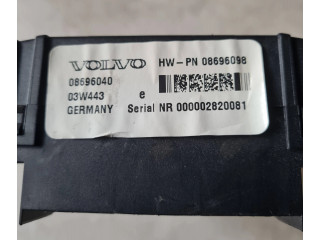 VOLVO HW-PN 08696098
08696040
03W443 e
GERMANY Serial NR 000002820081